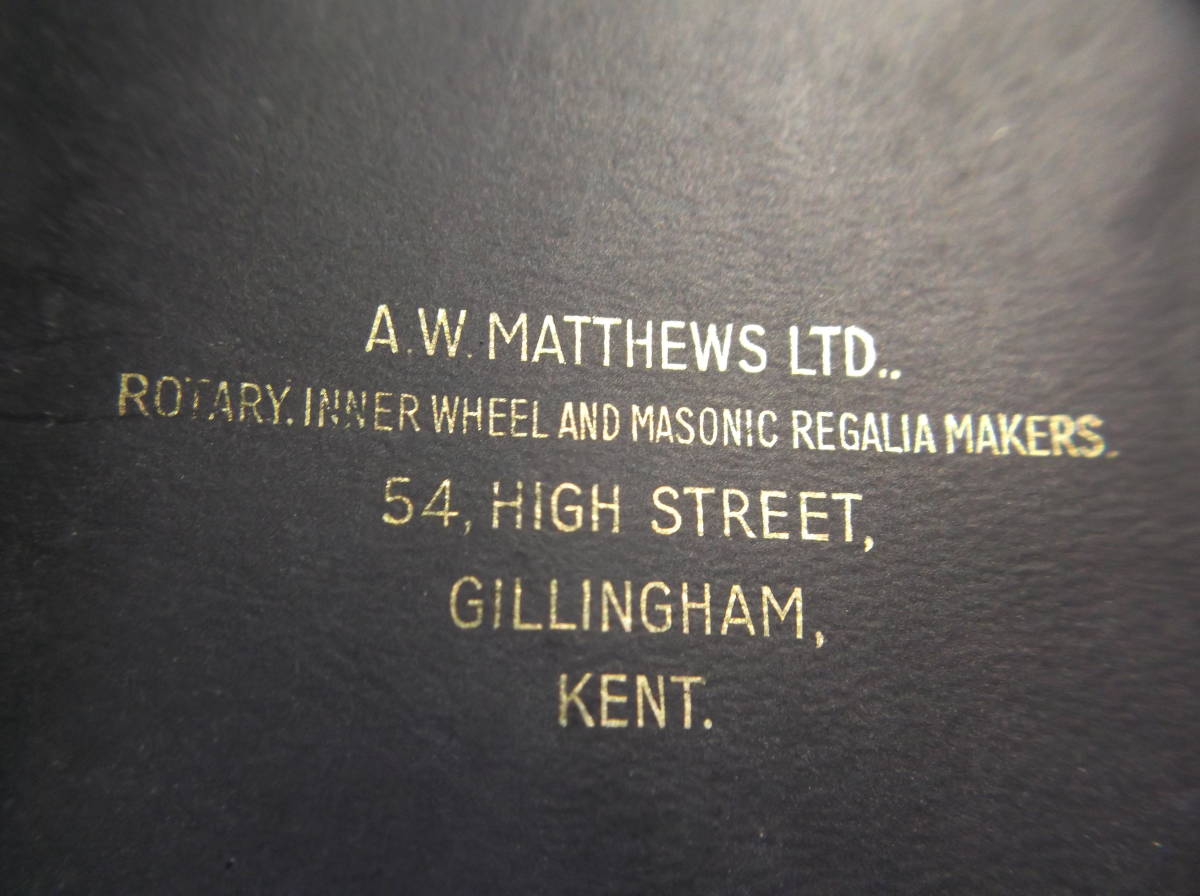 A.W. MATTHEWS LTD..
ROTARY. INNER WHEEL AND MASONIC REGALIA MAKERS.
54, HIGH STREET,
GILLINGHAM,
KENT.